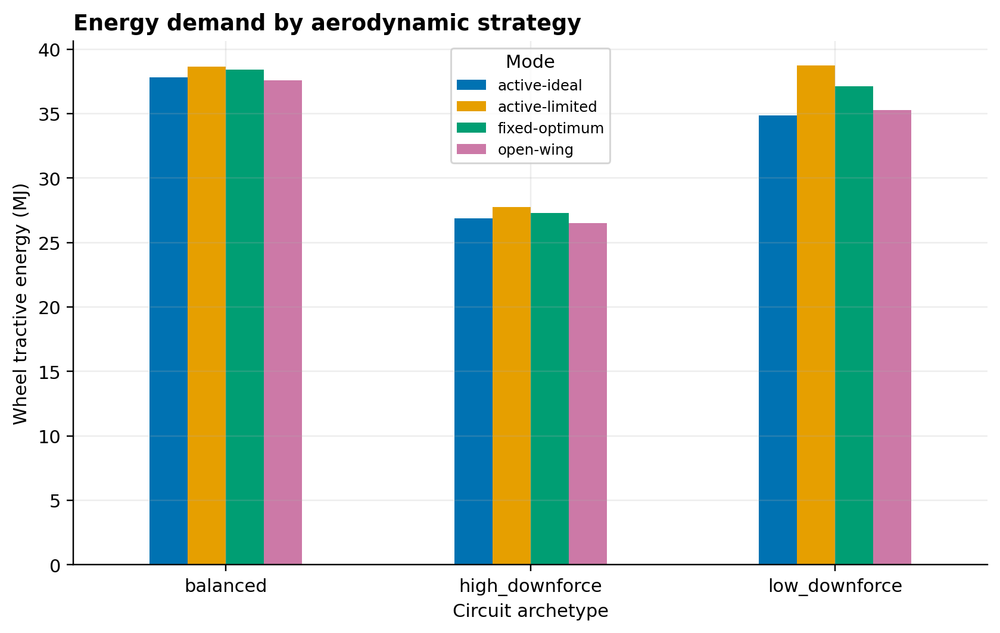 Energy demand by aerodynamic strategy
Wheel tractive energy (MJ)
40
35
30
25
20
15
10
5
0
Mode
active-ideal
active-limited
fixed-optimum
open-wing
balanced
high_downforce
low_downforce
Circuit archetype